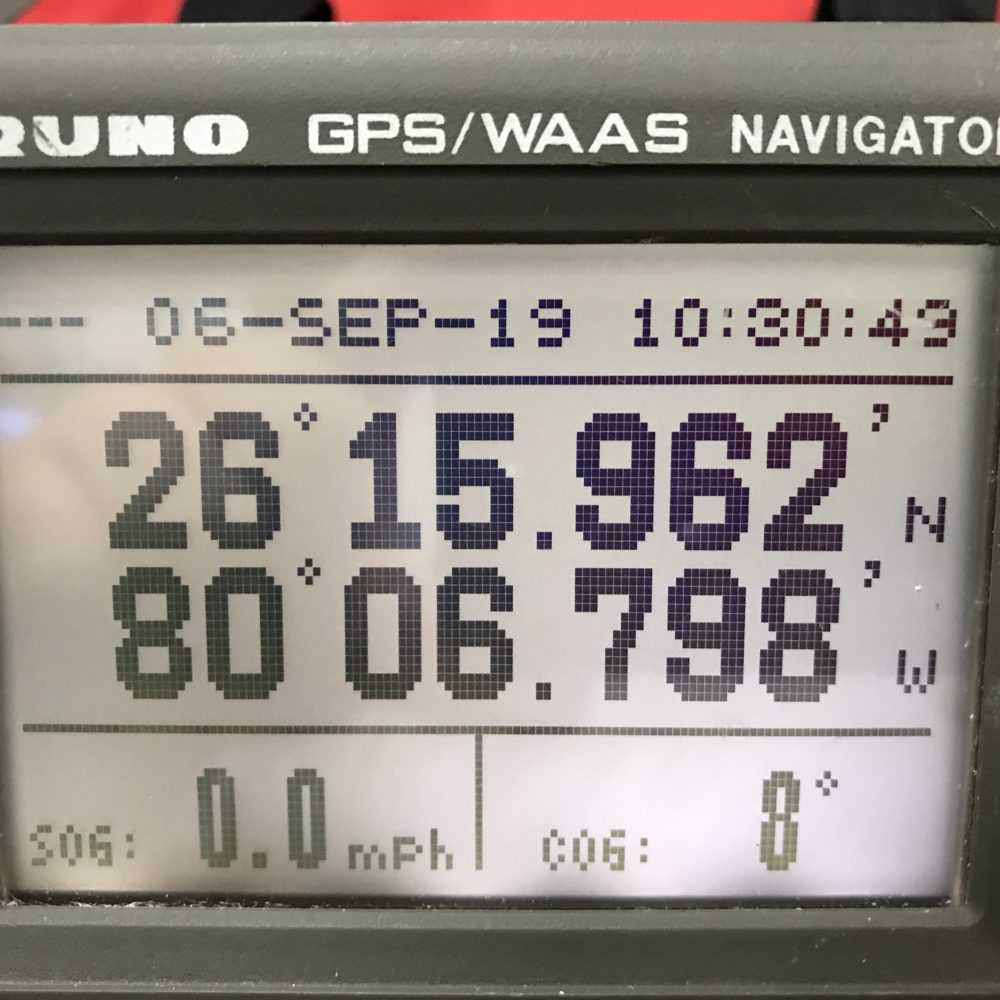 RUNO GPS/WAAS NAVIGATOR
--- 06-SEP-19 10:30:49
26°15.962' N
80°06.798' W
SOG: 0.0 mph COG: 8°